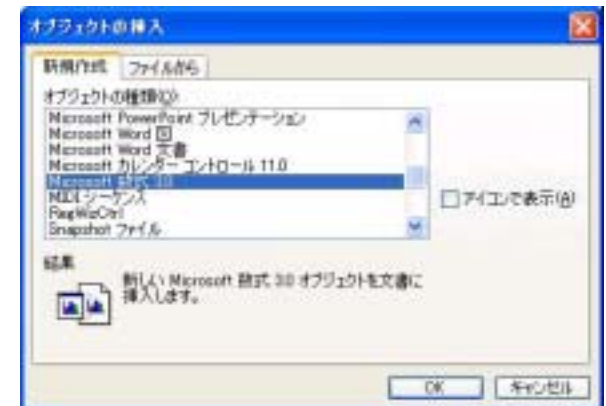 オブジェクトの挿入
新規作成 ファイルから
オブジェクトの種類(O)
Microsoft PowerPoint プレゼンテーション
Microsoft Word 図
Microsoft Word 文書
Microsoft カレンダー コントロール 11.0
Microsoft 数式 3.0
MIDI シーケンス
RegWizCtrl
Snapshot ファイル
アイコンで表示(A)
結果
新しい Microsoft 数式 3.0 オブジェクトを文書に
挿入します。
OK キャンセル